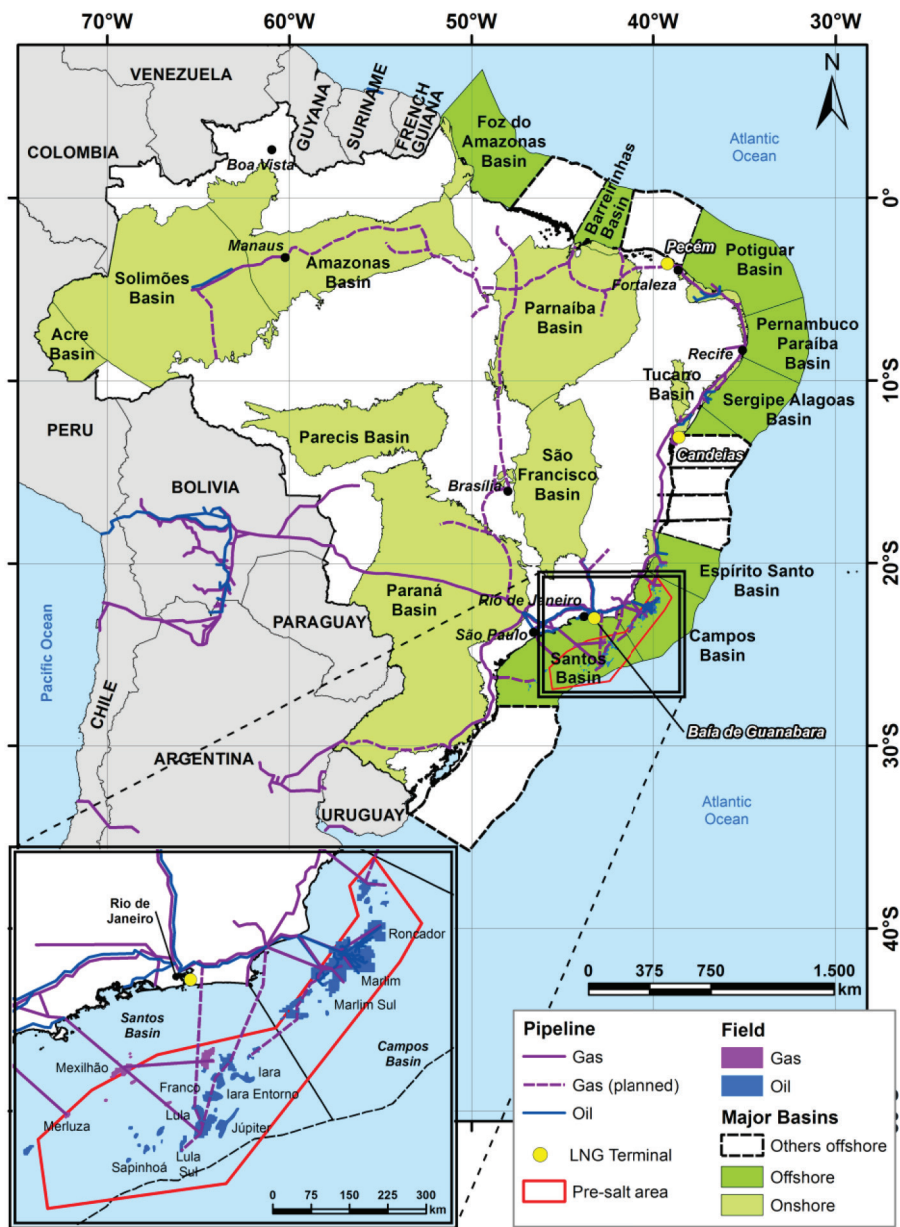 70°W 60°W 50°W 40°W 30°W
N
VENEZUELA
GUYANA
SURINAME
FRENCH
GUIANA
COLOMBIA
Boa Vista
Foz do
Amazonas
Basin
Atlantic
Ocean
0°
Barreirinhas
Basin
Manaus
Pecém
Potiguar
Basin
Solimões
Basin
Amazonas
Basin
Fortaleza
Parnaíba
Basin
Acre
Basin
Pernambuco
Paraíba
Basin
Recife
Tucano
Basin
10°S
Sergipe Alagoas
Basin
PERU
Parecis Basin
Candeias
São
Francisco
Basin
BOLIVIA
Brasília
20°S
Espírito Santo
Basin
Paraná
Basin
Rio de Janeiro
PARAGUAY
São Paulo
Campos
Basin
Santos
Basin
Pacific Ocean
CHILE
Baía de Guanabara
30°S
ARGENTINA
URUGUAY
Atlantic
Ocean
Rio de
Janeiro
Roncador
40°S
Marlim
Marlim Sul
0 375 750 1.500
km
Santos
Basin
Campos
Basin
Mexilhão
Iara
Franco
Iara Entorno
Lula
Merluza
Júpiter
Lula
Sul
Sapinhoá
0 75 150 225 300
km
Pipeline
Gas
Gas (planned)
Oil
LNG Terminal
Pre-salt area
Field
Gas
Oil
Major Basins
Others offshore
Offshore
Onshore